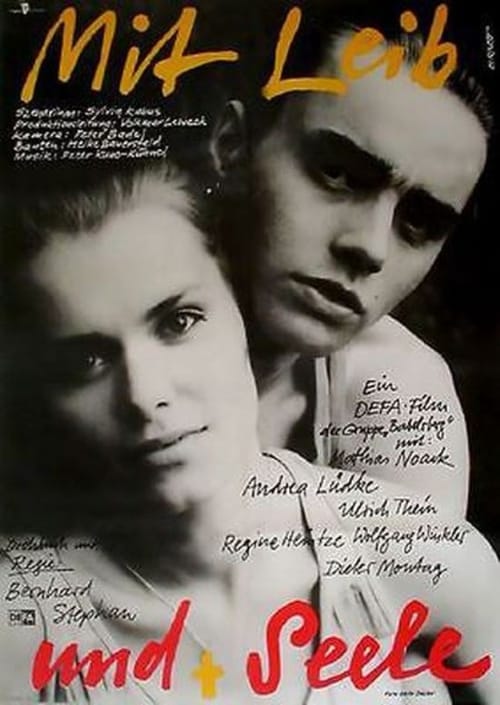 Mit Leib
Szenarium: Sylvia Kabus
Produktionsleitung: Volkmar Leweck
Kamera: Peter Badel
Bauten: Heike Bauersfeld
Musik: Peter
Ein
DEFA-Film
der Gruppe "Babelsberg"
mit:
Mathias Noack
Andrea Lüdke
Ulrich Thein
Regine Heintze Wolfgang Winkler
Dieter Montag
Drehbuch und
Regie
Bernhard
Stephan
DEFA
und + Seele